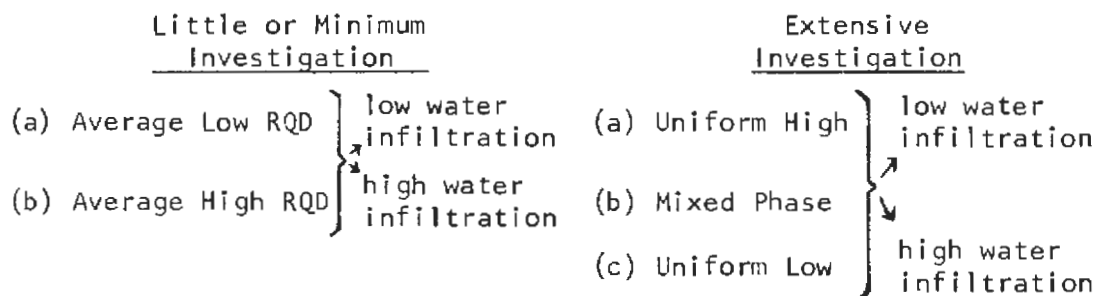 Little or Minimum
Investigation
(a) Average Low RQD
(b) Average High RQD
low water
infiltration
high water
infiltration
Extensive
Investigation
(a) Uniform High
(b) Mixed Phase
(c) Uniform Low
low water
infiltration
high water
infiltration